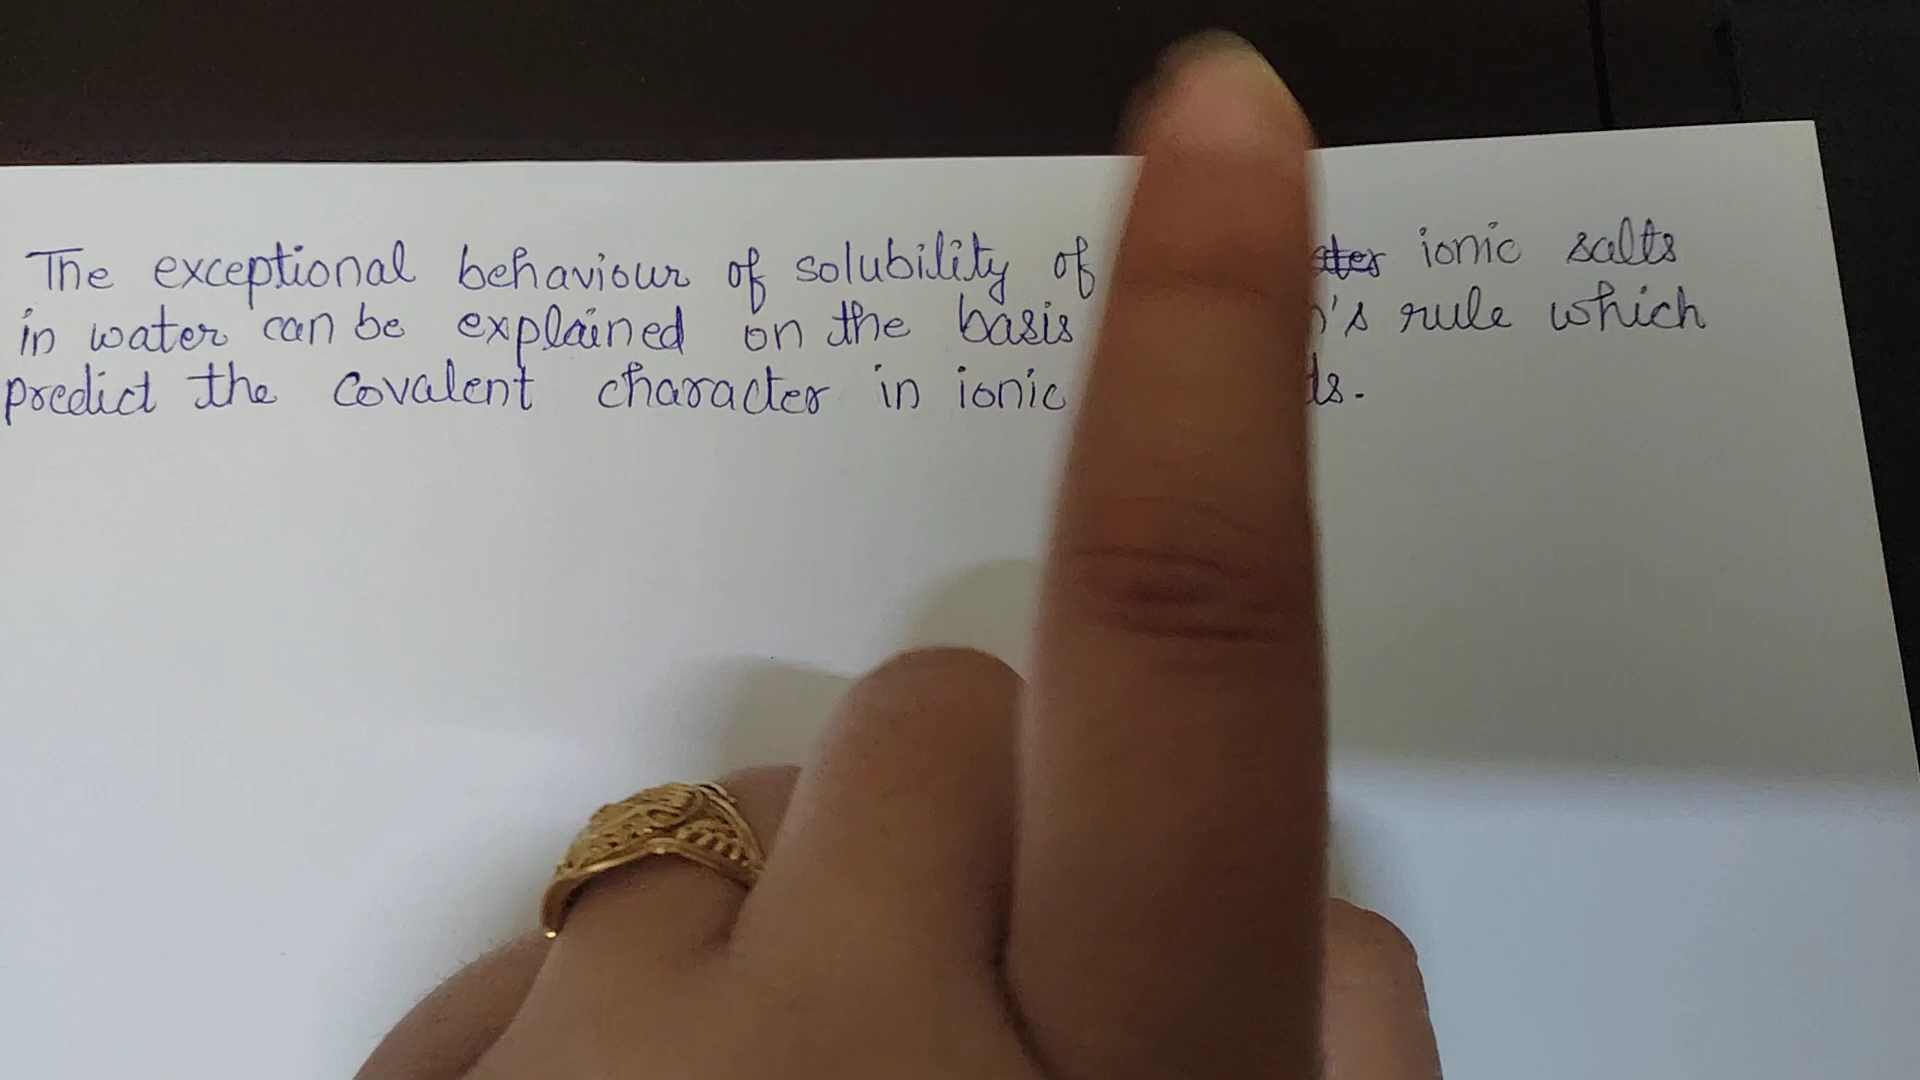 The exceptional behaviour of solubility of ionic salts
in water can be explained on the basis rule which
predict the covalent character in ionic